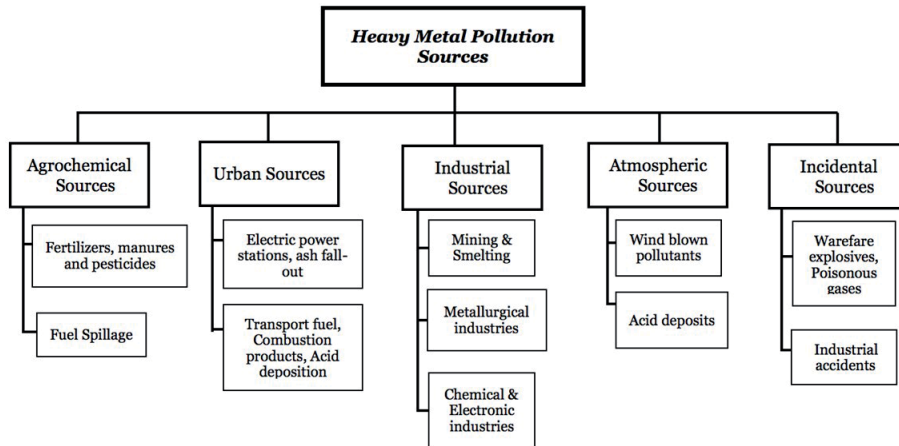 Heavy Metal Pollution
Sources
Agrochemical
Sources
Fertilizers, manures
and pesticides
Fuel Spillage
Urban Sources
Electric power
stations, ash fall-
out
Transport fuel,
Combustion
products, Acid
deposition
Industrial
Sources
Mining &
Smelting
Metallurgical
industries
Chemical &
Electronic
industries
Atmospheric
Sources
Wind blown
pollutants
Acid deposits
Incidental
Sources
Warefare
explosives,
Poisonous
gases
Industrial
accidents